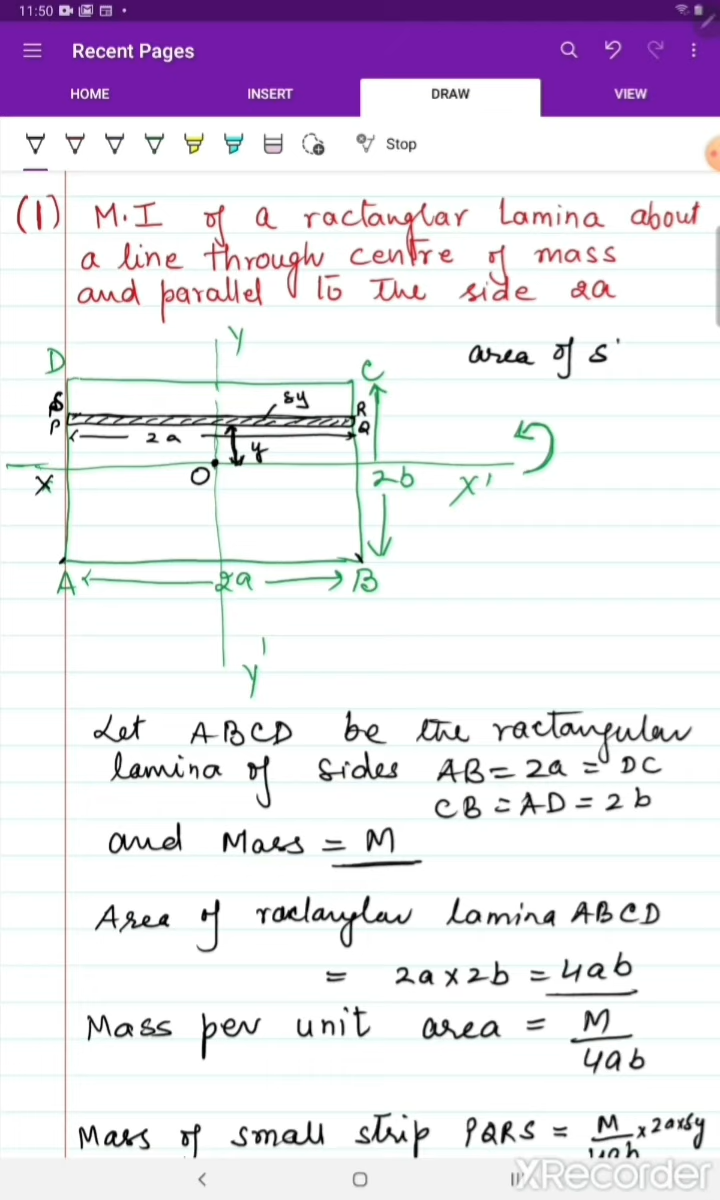 11:50
Recent Pages
HOME INSERT DRAW VIEW
Stop
(1) M.I of a ractanglar lamina about
a line through centre of mass
and parallel to the side 2a
area of s
Y
D C
S δy R
P 2a Q
y
O
X 2b X'
A 2a B
Y'
Let ABCD be the ractangular
lamina of sides AB = 2a = DC
CB = AD = 2b
and Mass = M
Area of raclanglar lamina ABCD
= 2a x 2b = 4ab
Mass per unit area = M
4ab
Mass of small strip PQRS = M x 2a x δy
4ab
XRecorder